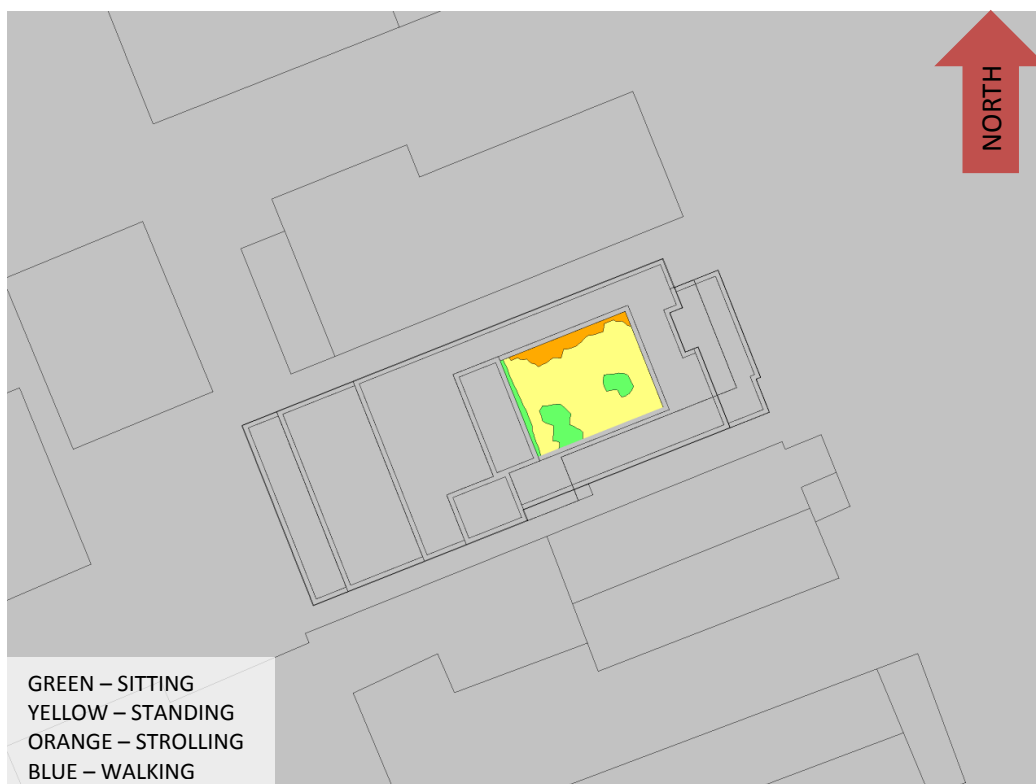 NORTH
GREEN – SITTING
YELLOW – STANDING
ORANGE – STROLLING
BLUE – WALKING